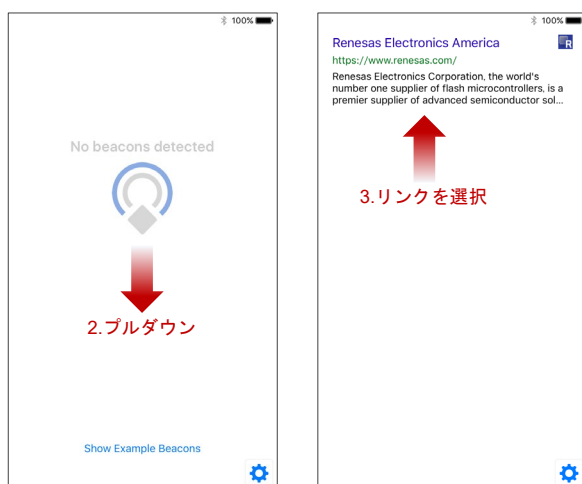 100%
No beacons detected
2.プルダウン
Show Example Beacons
100%
Renesas Electronics America
R
https://www.renesas.com/
Renesas Electronics Corporation, the world's
number one supplier of flash microcontrollers, is a
premier supplier of advanced semiconductor sol...
3.リンクを選択